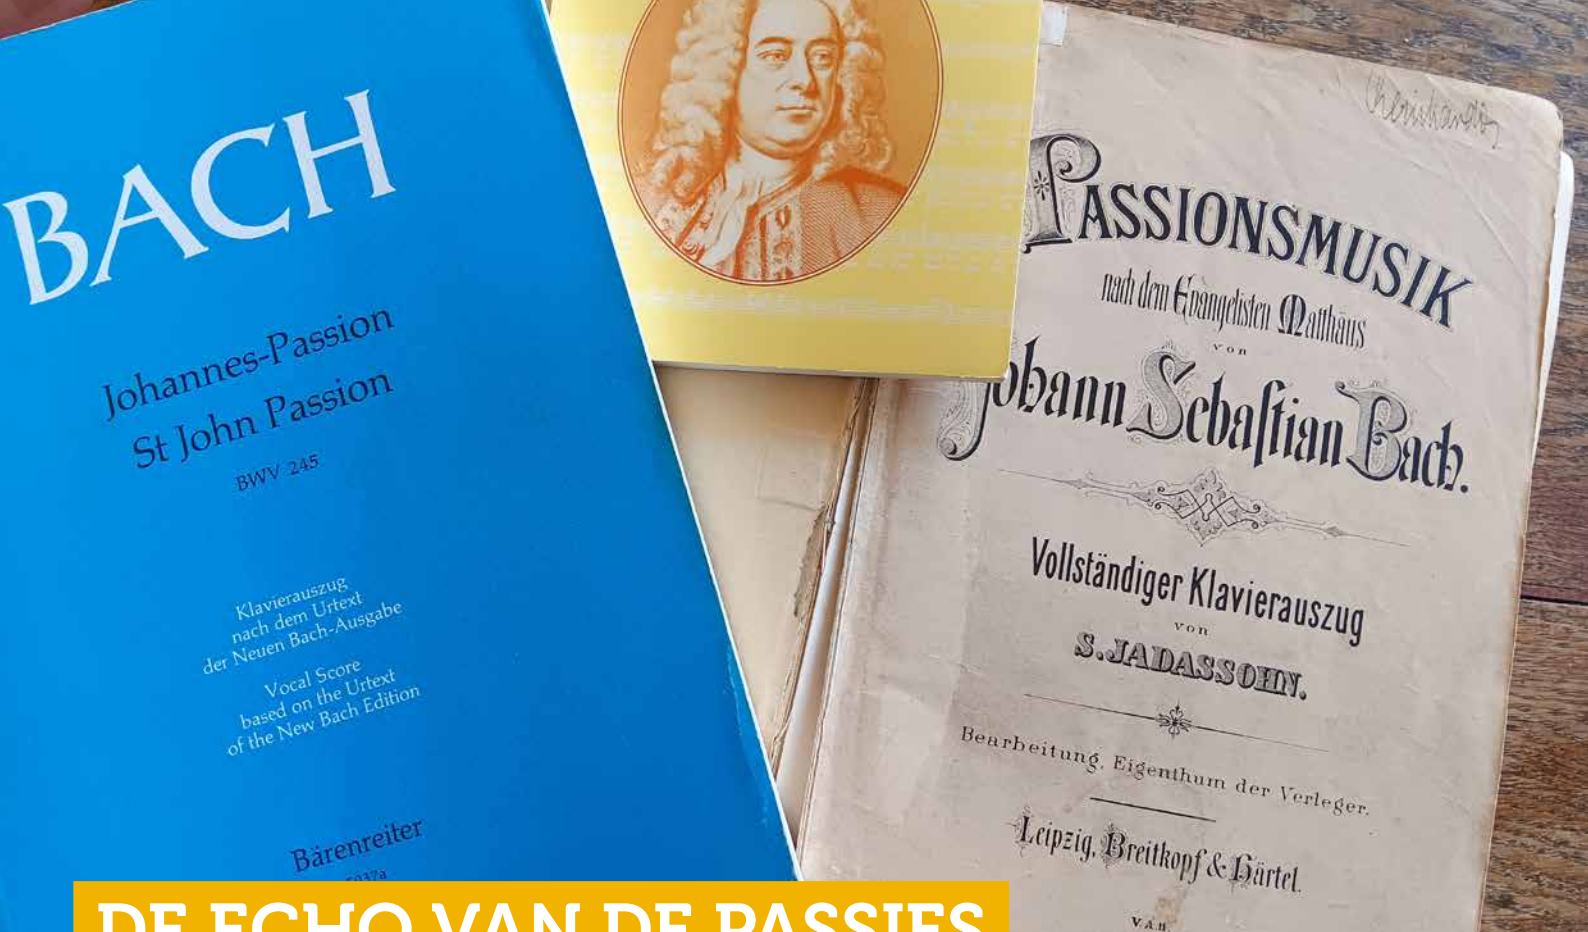 BACH
Johannes-Passion
St John Passion
BWV 245
Klavierauszug
nach dem Urtext
der Neuen Bach-Ausgabe
Vocal Score
based on the Urtext
of the New Bach Edition
Bärenreiter
PASSIONSMUSIK
nach dem Evangelisten Matthäus
von
Johann Sebaſtian Bach.
Vollständiger Klavierauszug
von
S. JADASSOHN.
Bearbeitung, Eigenthum der Verleger.
Leipzig, Breitkopf & Härtel.
V. A. 11.
DE ECHO VAN DE PASSIES